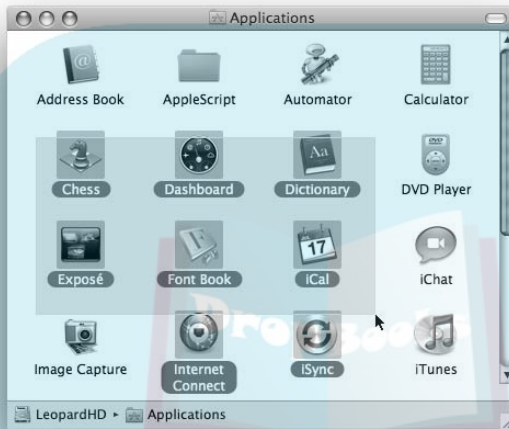 Applications
Address Book AppleScript Automator Calculator
Chess Dashboard Dictionary DVD Player
Exposé Font Book iCal iChat
17
Image Capture Internet Connect iSync iTunes
LeopardHD ▸ Applications